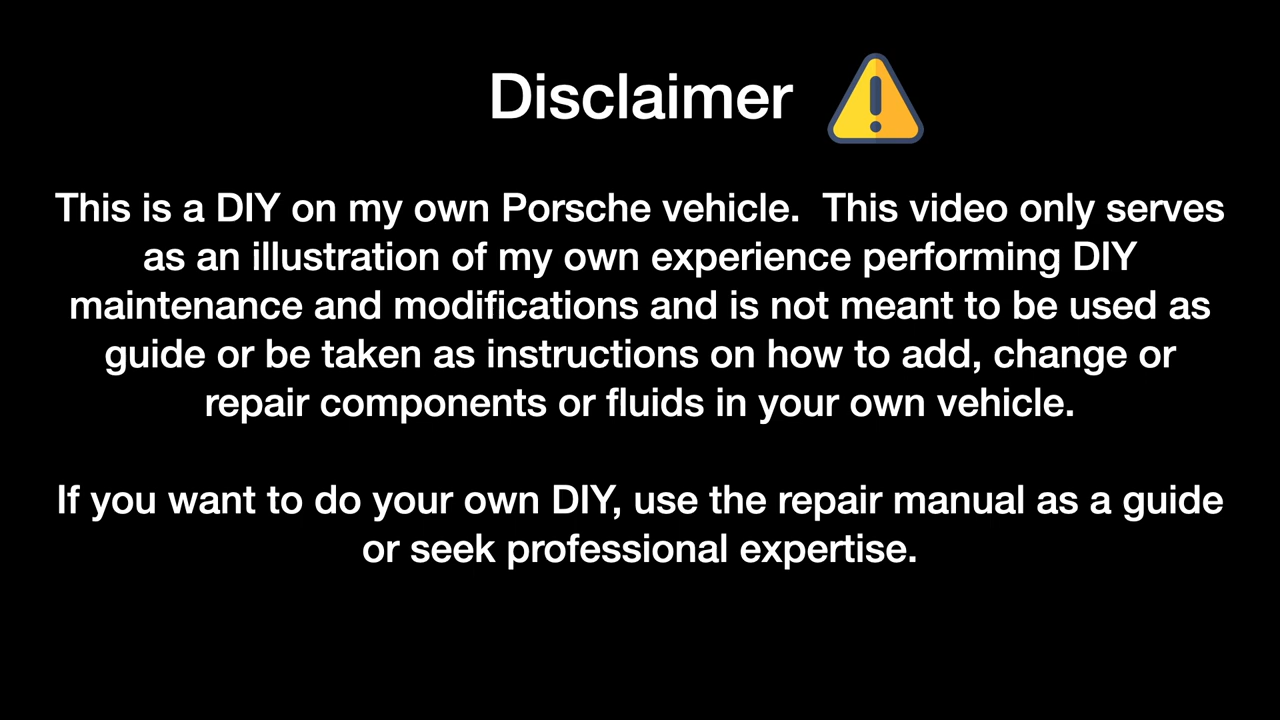 Disclaimer
This is a DIY on my own Porsche vehicle.  This video only serves
as an illustration of my own experience performing DIY
maintenance and modifications and is not meant to be used as
guide or be taken as instructions on how to add, change or
repair components or fluids in your own vehicle.
If you want to do your own DIY, use the repair manual as a guide
or seek professional expertise.